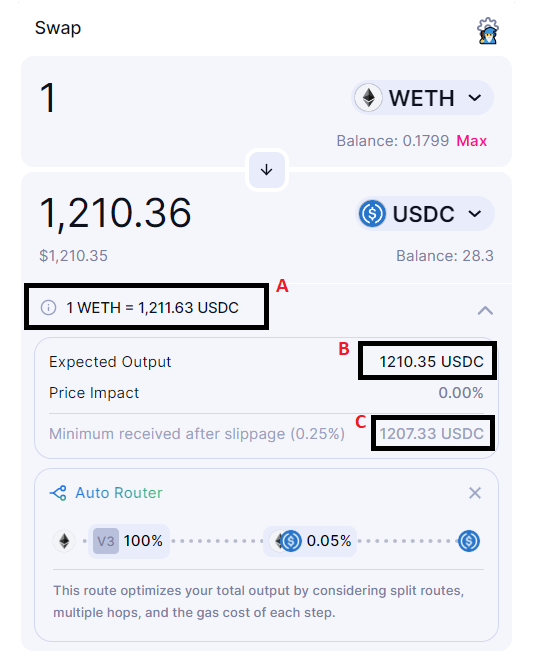 Swap
1 WETH
Balance: 0.1799 Max
1,210.36 USDC
$1,210.35 Balance: 28.3
A
1 WETH = 1,211.63 USDC
B
Expected Output 1210.35 USDC
Price Impact 0.00%
C
Minimum received after slippage (0.25%) 1207.33 USDC
Auto Router
V3 100% 0.05%
This route optimizes your total output by considering split routes,
multiple hops, and the gas cost of each step.